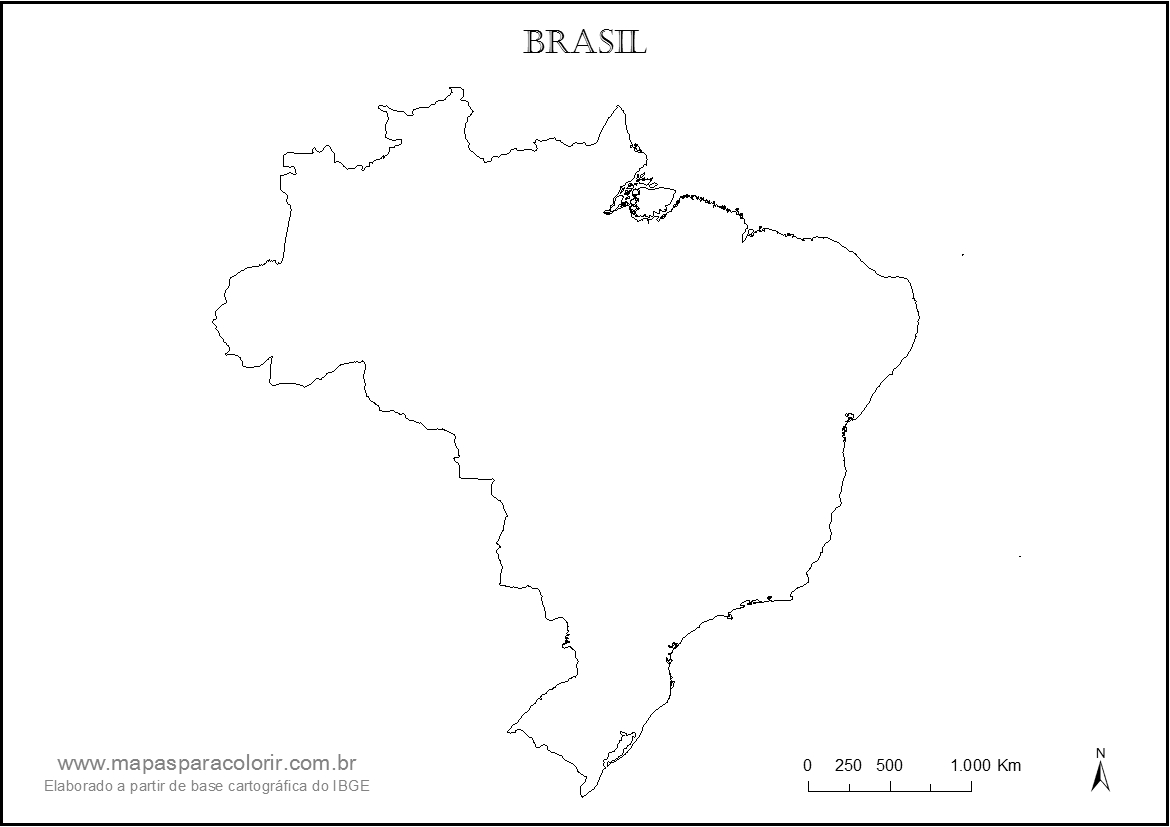 BRASIL
www.mapasparacolorir.com.br
Elaborado a partir de base cartográfica do IBGE
0 250 500 1.000 Km
N